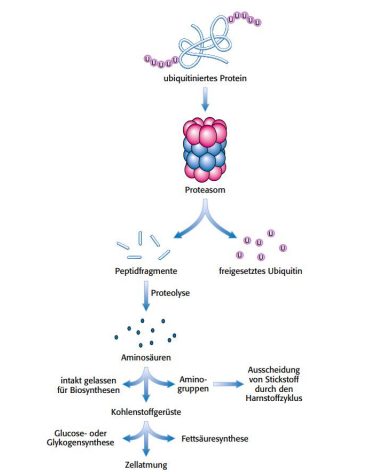 U U U U U
U U U U U
ubiquitiniertes Protein
Proteasom
U U U U U U
Peptidfragmente
freigesetztes Ubiquitin
Proteolyse
Aminosäuren
intakt gelassen
für Biosynthesen
Amino-
gruppen
Ausscheidung
von Stickstoff
durch den
Harnstoffzyklus
Kohlenstoffgerüste
Glucose- oder
Glykogensynthese
Fettsäuresynthese
Zellatmung